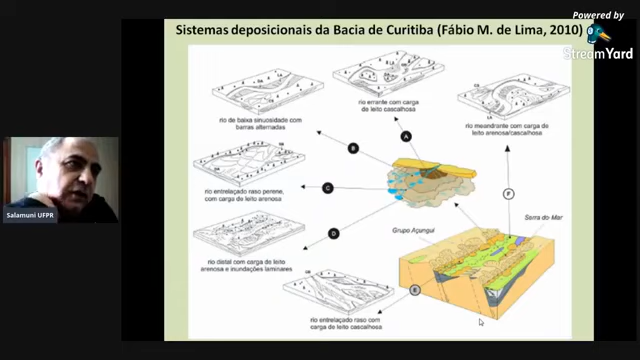 Powered by
StreamYard
Sistemas deposicionais da Bacia de Curitiba (Fábio M. de Lima, 2010)
rio de baixa sinuosidade com
barras alternadas
rio errante com carga
de leito cascalhosa
rio meandrante com carga de
leito arenosa/cascalhosa
A
B
rio entrelaçado raso perene,
com carga de leito arenosa
C
F
Salamuni UFPR
D
Serra do Mar
Grupo Açungui
rio distal com carga de leito
arenosa e inundações laminares
E
rio entrelaçado raso com
carga de leito cascalhosa